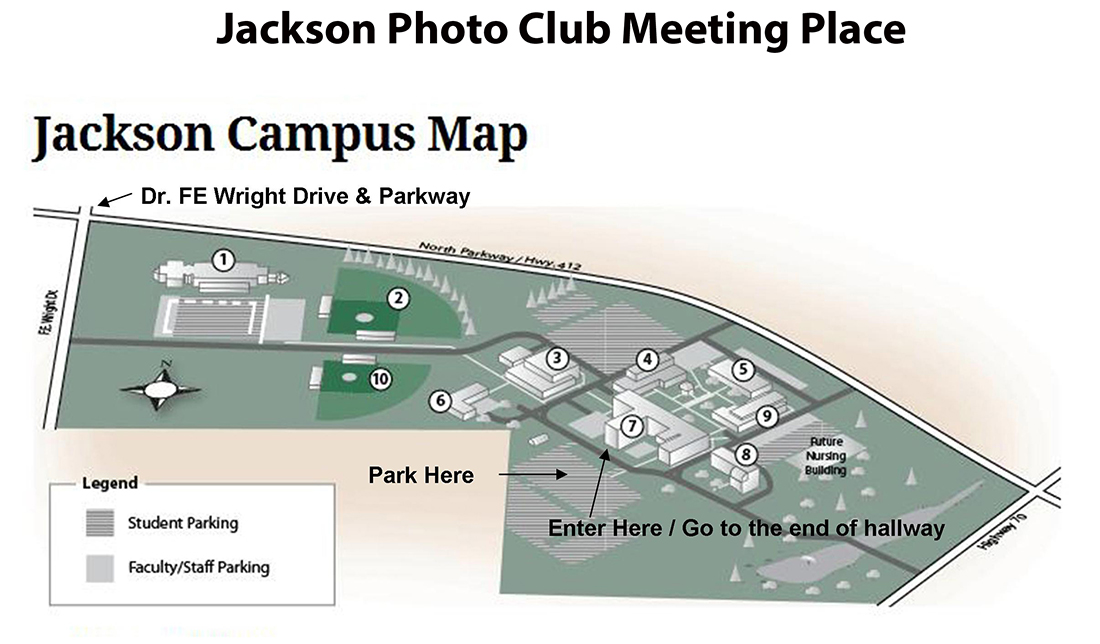 Jackson Photo Club Meeting Place
Jackson Campus Map
Dr. FE Wright Drive & Parkway
North Parkway / Hwy. 412
FE Wright Dr.
1
2
3
4
5
6
7
8
9
10
N
Future
Nursing
Building
Park Here
Enter Here / Go to the end of hallway
Highway 70
Legend
Student Parking
Faculty/Staff Parking